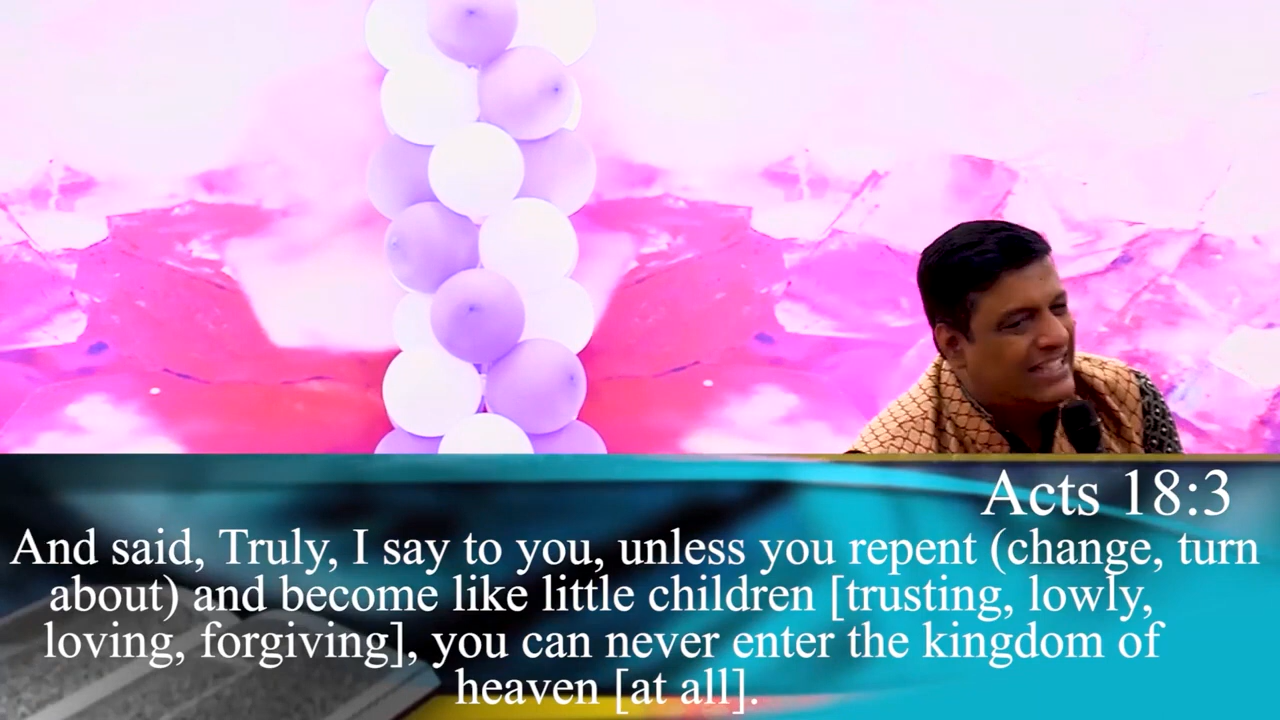 Acts 18:3
And said, Truly, I say to you, unless you repent (change, turn
about) and become like little children [trusting, lowly,
loving, forgiving], you can never enter the kingdom of
heaven [at all].